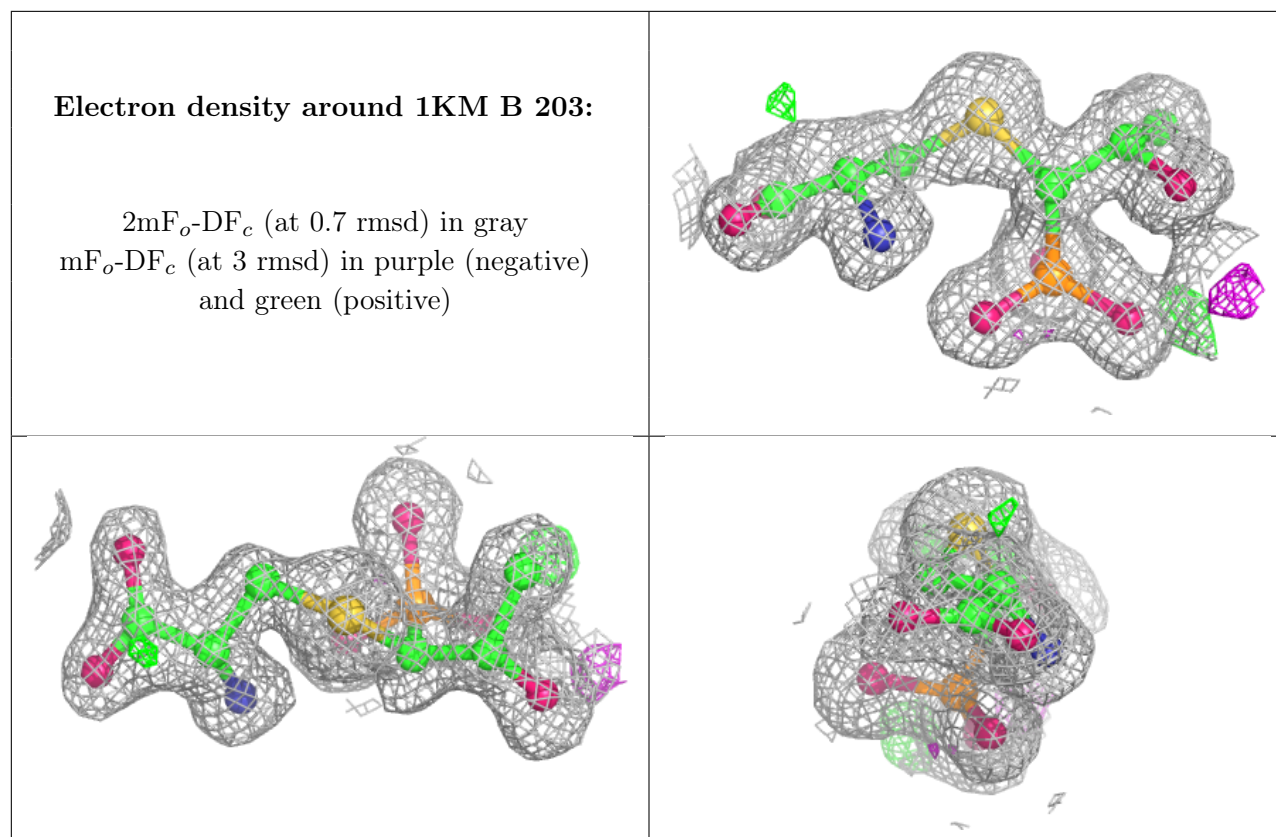 Electron density around 1KM B 203:
2mFₒ-DF𝒸 (at 0.7 rmsd) in gray
mFₒ-DF𝒸 (at 3 rmsd) in purple (negative)
and green (positive)